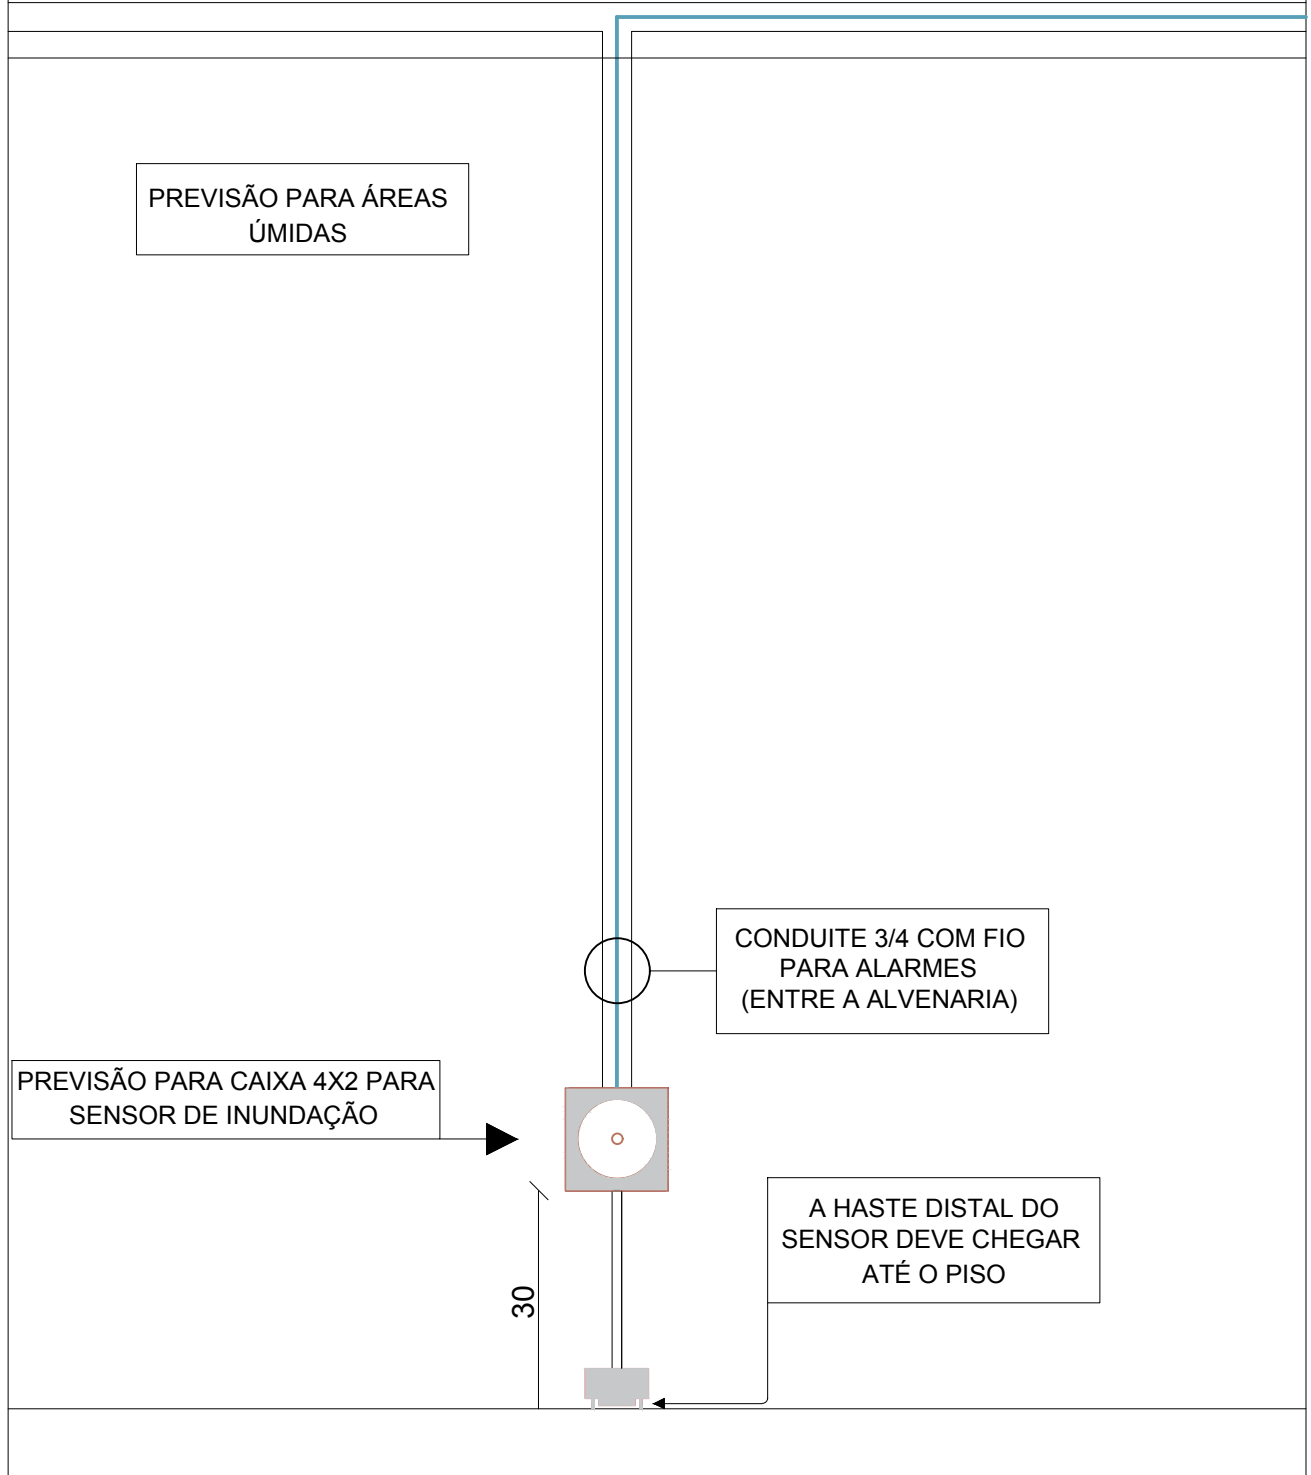 PREVISÃO PARA ÁREAS
ÚMIDAS
CONDUITE 3/4 COM FIO
PARA ALARMES
(ENTRE A ALVENARIA)
PREVISÃO PARA CAIXA 4X2 PARA
SENSOR DE INUNDAÇÃO
A HASTE DISTAL DO
SENSOR DEVE CHEGAR
ATÉ O PISO
30